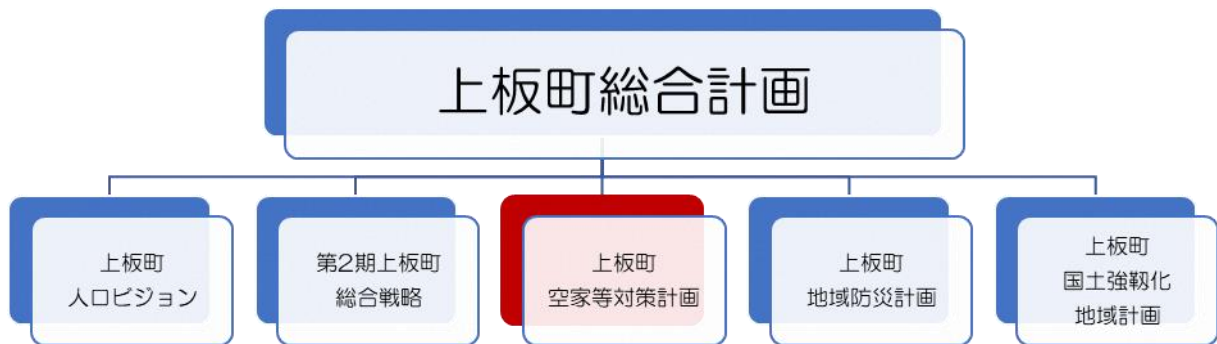 上板町総合計画
上板町
人口ビジョン
第2期上板町
総合戦略
上板町
空家等対策計画
上板町
地域防災計画
上板町
国土強靱化
地域計画